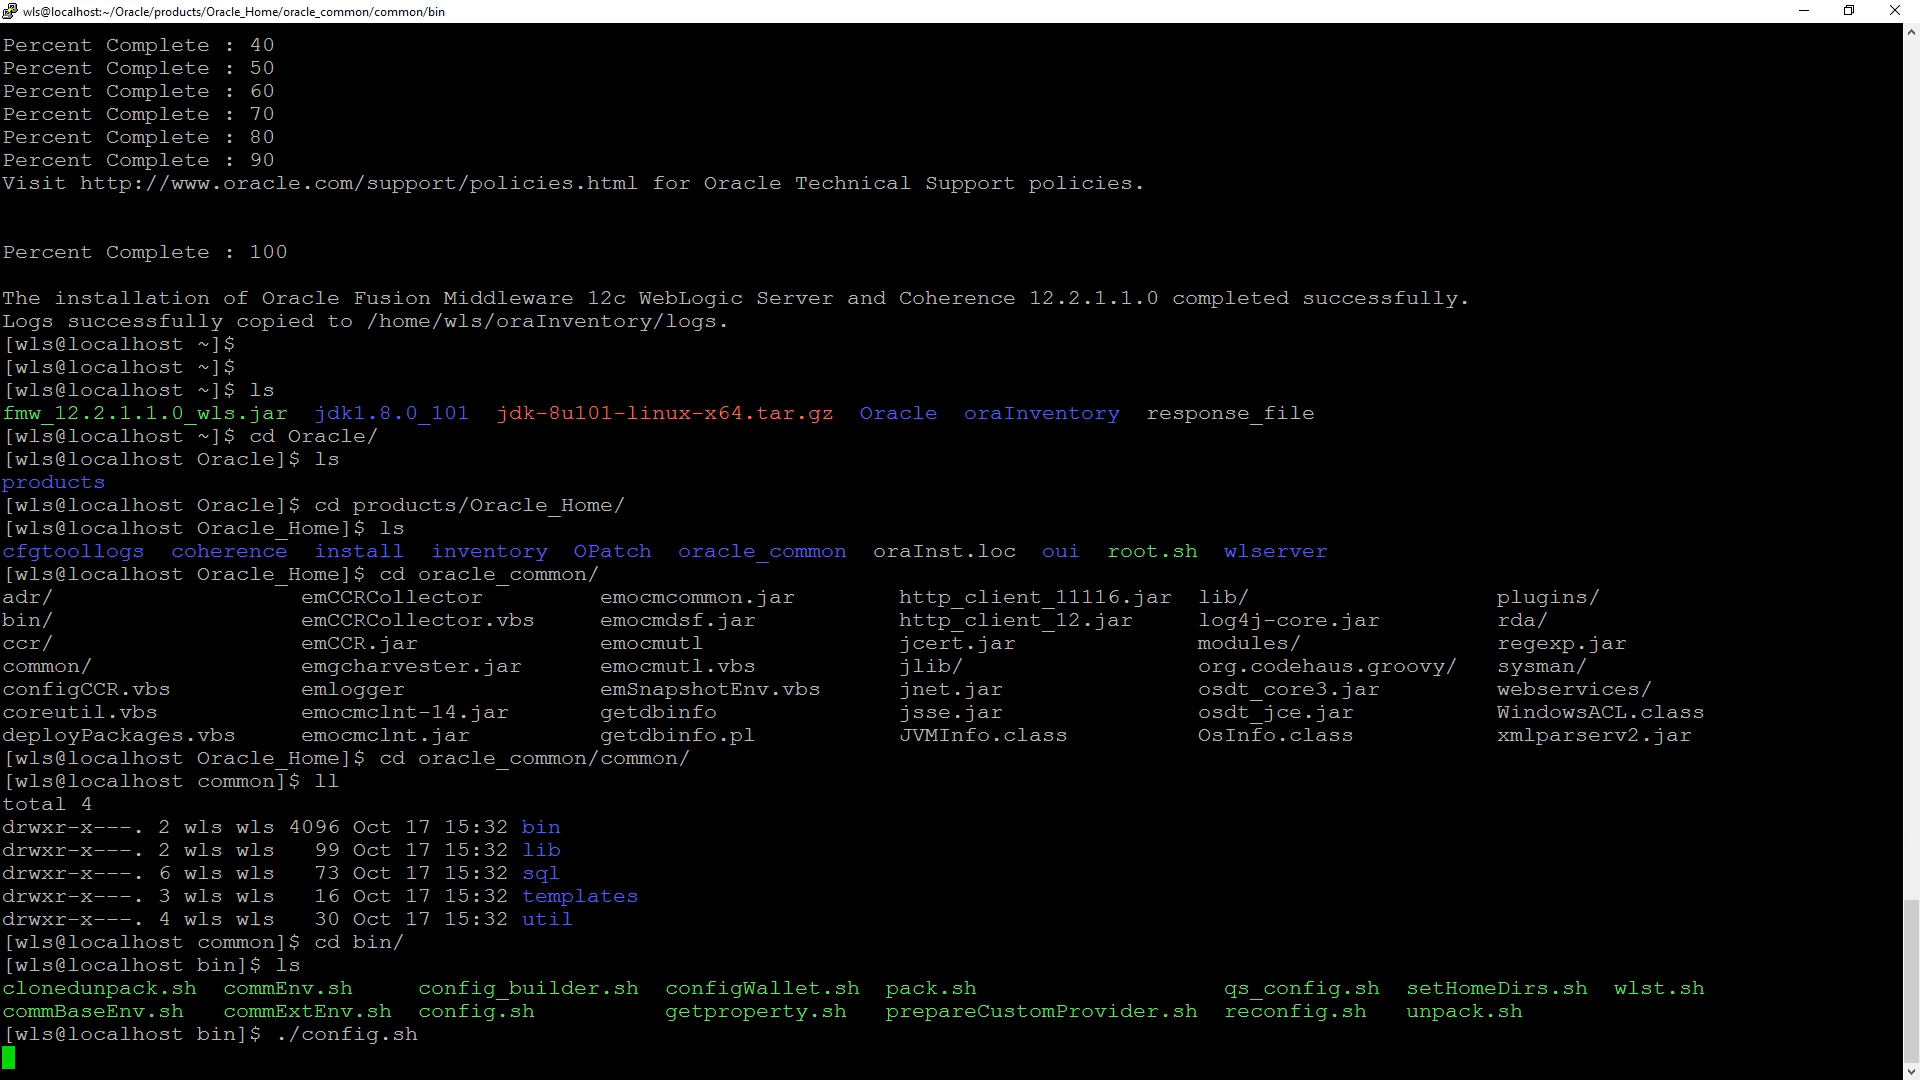 wls@localhost:~/Oracle/products/Oracle_Home/oracle_common/common/bin
Percent Complete : 40
Percent Complete : 50
Percent Complete : 60
Percent Complete : 70
Percent Complete : 80
Percent Complete : 90
Visit http://www.oracle.com/support/policies.html for Oracle Technical Support policies.
Percent Complete : 100
The installation of Oracle Fusion Middleware 12c WebLogic Server and Coherence 12.2.1.1.0 completed successfully.
Logs successfully copied to /home/wls/oraInventory/logs.
[wls@localhost ~]$
[wls@localhost ~]$
[wls@localhost ~]$ ls
fmw_12.2.1.1.0_wls.jar  jdk1.8.0_101  jdk-8u101-linux-x64.tar.gz  Oracle  oraInventory  response_file
[wls@localhost ~]$ cd Oracle/
[wls@localhost Oracle]$ ls
products
[wls@localhost Oracle]$ cd products/Oracle_Home/
[wls@localhost Oracle_Home]$ ls
cfgtoollogs  coherence  install  inventory  OPatch  oracle_common  oraInst.loc  oui  root.sh  wlserver
[wls@localhost Oracle_Home]$ cd oracle_common/
adr/                   emCCRCollector         emocmcommon.jar        http_client_11116.jar  lib/                   plugins/
bin/                   emCCRCollector.vbs     emocmdsf.jar           http_client_12.jar     log4j-core.jar         rda/
ccr/                   emCCR.jar              emocmutl               jcert.jar              modules/               regexp.jar
common/                emgcharvester.jar      emocmutl.vbs           jlib/                  org.codehaus.groovy/   sysman/
configCCR.vbs          emlogger               emSnapshotEnv.vbs      jnet.jar               osdt_core3.jar         webservices/
coreutil.vbs           emocmclnt-14.jar       getdbinfo              jsse.jar               osdt_jce.jar           WindowsACL.class
deployPackages.vbs     emocmclnt.jar          getdbinfo.pl           JVMInfo.class          OsInfo.class           xmlparserv2.jar
[wls@localhost Oracle_Home]$ cd oracle_common/common/
[wls@localhost common]$ ll
total 4
drwxr-x---. 2 wls wls 4096 Oct 17 15:32 bin
drwxr-x---. 2 wls wls   99 Oct 17 15:32 lib
drwxr-x---. 6 wls wls   73 Oct 17 15:32 sql
drwxr-x---. 3 wls wls   16 Oct 17 15:32 templates
drwxr-x---. 4 wls wls   30 Oct 17 15:32 util
[wls@localhost common]$ cd bin/
[wls@localhost bin]$ ls
clonedunpack.sh  commEnv.sh     config_builder.sh  configWallet.sh  pack.sh                   qs_config.sh  setHomeDirs.sh  wlst.sh
commBaseEnv.sh   commExtEnv.sh  config.sh          getproperty.sh   prepareCustomProvider.sh  reconfig.sh   unpack.sh
[wls@localhost bin]$ ./config.sh